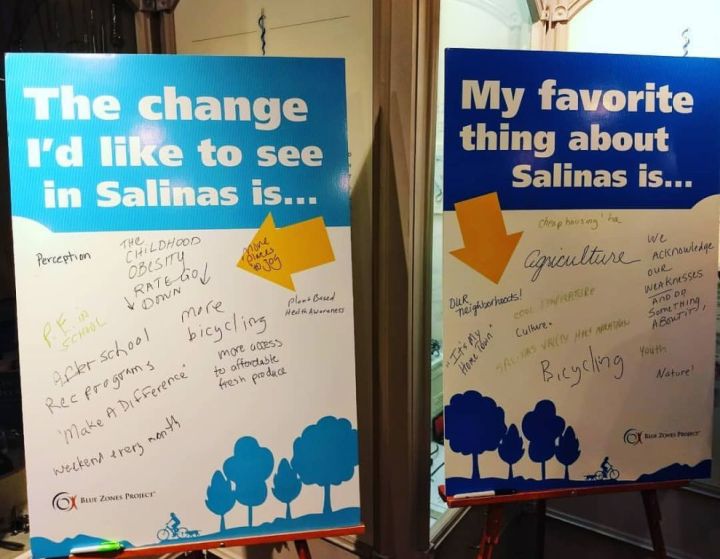 The change
I'd like to see
in Salinas is...
Perception
THE
CHILDHOOD
OBESITY
RATE GO
DOWN
more
places
to jog
Plant Based
Health Awareness
P.E in
SCHOOL
more
bicycling
After school
Rec programs
more access
to affordable
fresh produce
"Make A Difference"
weekend every month
BLUE ZONES PROJECT
My favorite
thing about
Salinas is...
cheap housing! ha
Agriculture
We
ACKNOWLEDGE
OUR
WEAKNESSES
AND DO
SOMETHING
ABOUT IT,
OUR
neighborhoods!
COOL TEMPERATURE
Culture.
"It's My
Home Town"
SALINAS VALLEY HALF MARATHON
Bicycling
Youth
Nature!
BLUE ZONES PROJECT